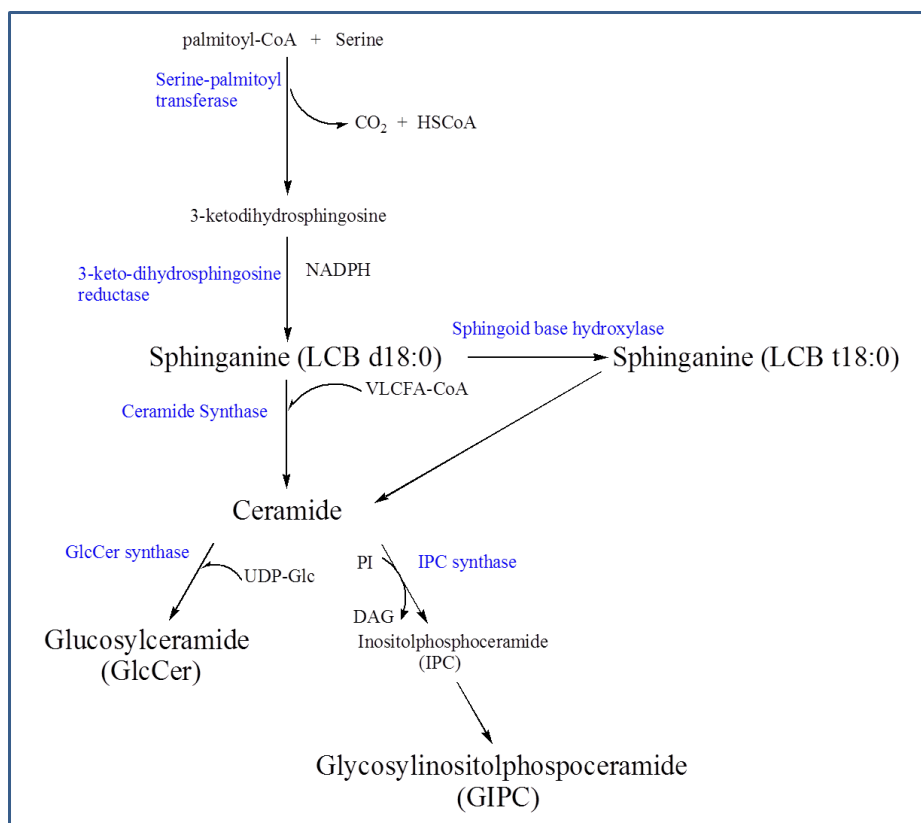 palmitoyl-CoA + Serine
Serine-palmitoyl
transferase
CO2 + HSCoA
3-ketodihydrosphingosine
3-keto-dihydrosphingosine
reductase
NADPH
Sphingoid base hydroxylase
Sphinganine (LCB d18:0)
Sphinganine (LCB t18:0)
VLCFA-CoA
Ceramide Synthase
Ceramide
GlcCer synthase
UDP-Glc
PI
IPC synthase
DAG
Glucosylceramide
(GlcCer)
Inositolphosphoceramide
(IPC)
Glycosylinositolphospoceramide
(GIPC)